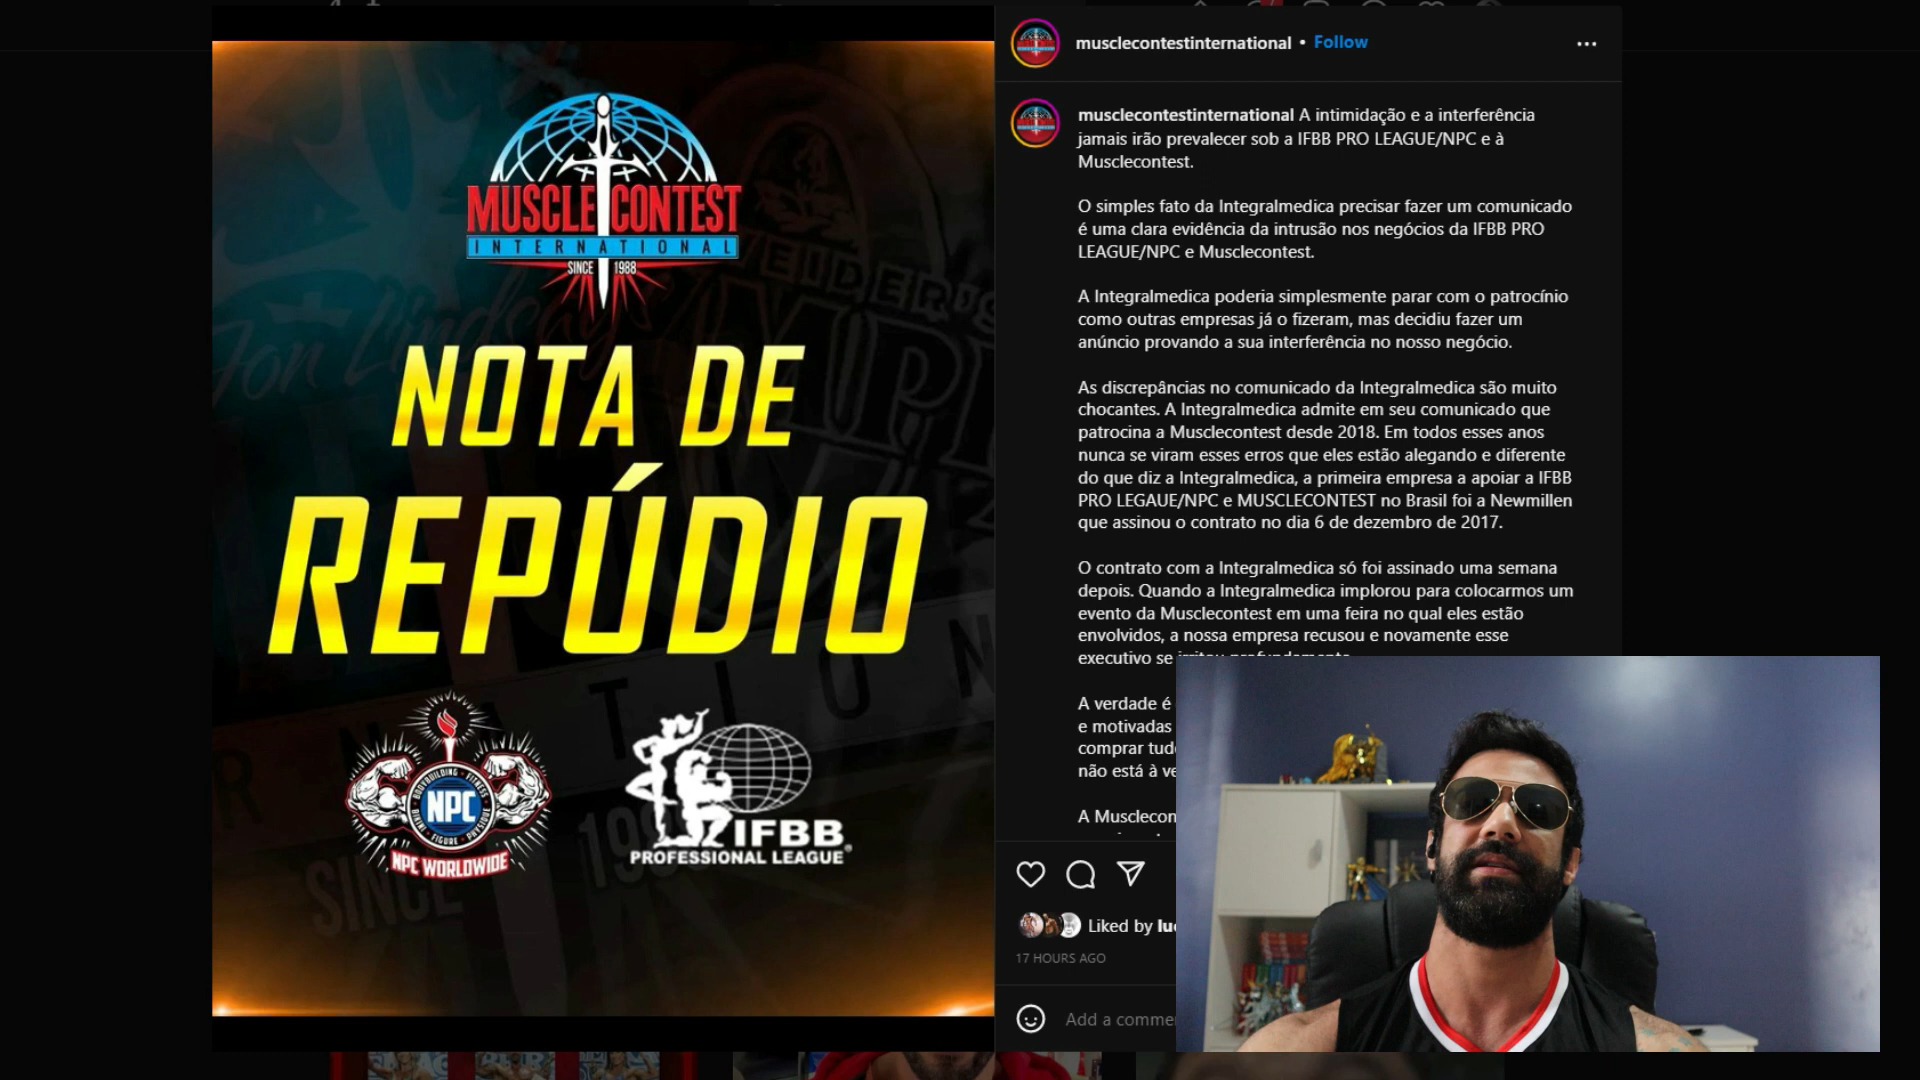 MUSCLE CONTEST
INTERNATIONAL
SINCE 1988
NOTA DE
REPÚDIO
BODYBUILDING FITNESS
NPC
BIKINI FIGURE PHYSIQUE
NPC WORLDWIDE
IFBB
PROFESSIONAL LEAGUE
musclecontestinternational • Follow
musclecontestinternational A intimidação e a interferência
jamais irão prevalecer sob a IFBB PRO LEAGUE/NPC e à
Musclecontest.
O simples fato da Integralmedica precisar fazer um comunicado
é uma clara evidência da intrusão nos negócios da IFBB PRO
LEAGUE/NPC e Musclecontest.
A Integralmedica poderia simplesmente parar com o patrocínio
como outras empresas já o fizeram, mas decidiu fazer um
anúncio provando a sua interferência no nosso negócio.
As discrepâncias no comunicado da Integralmedica são muito
chocantes. A Integralmedica admite em seu comunicado que
patrocina a Musclecontest desde 2018. Em todos esses anos
nunca se viram esses erros que eles estão alegando e diferente
do que diz a Integralmedica, a primeira empresa a apoiar a IFBB
PRO LEGAUE/NPC e MUSCLECONTEST no Brasil foi a Newmillen
que assinou o contrato no dia 6 de dezembro de 2017.
O contrato com a Integralmedica só foi assinado uma semana
depois. Quando a Integralmedica implorou para colocarmos um
evento da Musclecontest em uma feira no qual eles estão
envolvidos, a nossa empresa recusou e novamente esse
executivo se irritou profundamente.
A verdade é
e motivadas
comprar tud
não está à ve
A Musclecon
Liked by lu
17 HOURS AGO
Add a comme